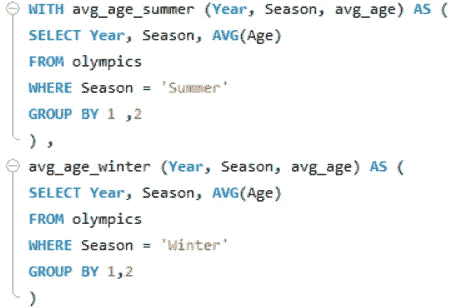 WITH avg_age_summer (Year, Season, avg_age) AS (
SELECT Year, Season, AVG(Age)
FROM olympics
WHERE Season = 'Summer'
GROUP BY 1 ,2
) ,
avg_age_winter (Year, Season, avg_age) AS (
SELECT Year, Season, AVG(Age)
FROM olympics
WHERE Season = 'Winter'
GROUP BY 1,2
)